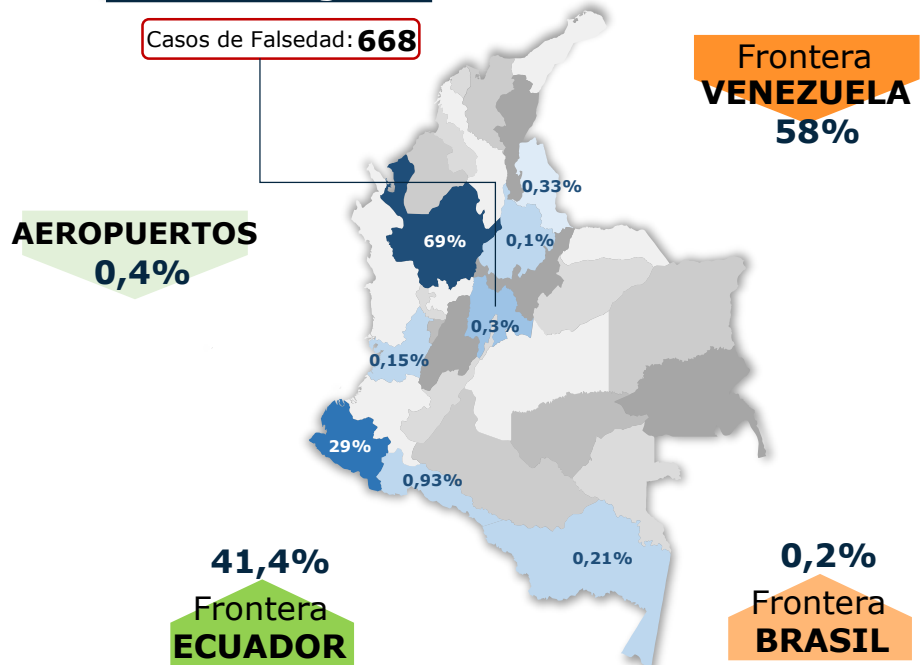 Casos de Falsedad: 668
Frontera
VENEZUELA
58%
0,33%
AEROPUERTOS
0,4%
69%
0,1%
0,3%
0,15%
29%
0,93%
0,21%
41,4%
Frontera
ECUADOR
0,2%
Frontera
BRASIL